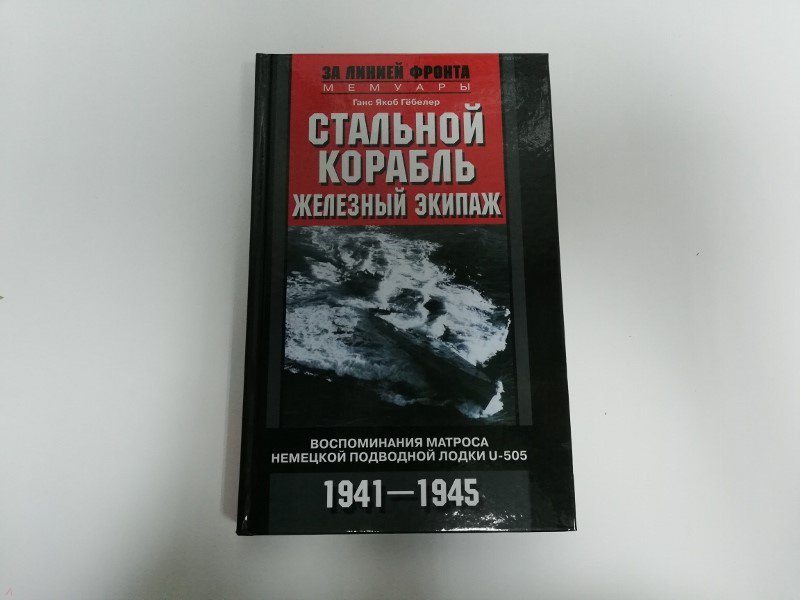 ЗА ЛИНИЕЙ ФРОНТА
МЕМУАРЫ
Ганс Якоб Гёбелер
СТАЛЬНОЙ
КОРАБЛЬ
ЖЕЛЕЗНЫЙ ЭКИПАЖ
ВОСПОМИНАНИЯ МАТРОСА
НЕМЕЦКОЙ ПОДВОДНОЙ ЛОДКИ U-505
1941—1945